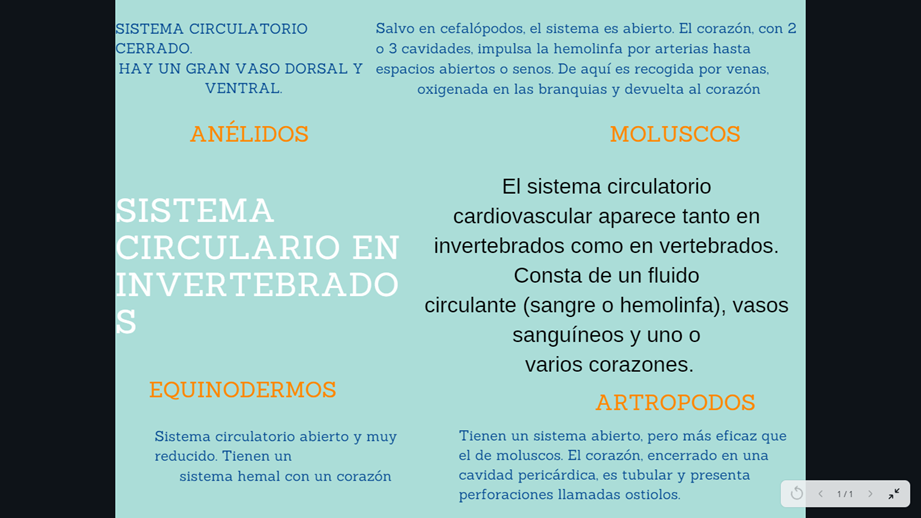 SISTEMA CIRCULATORIO
CERRADO.
HAY UN GRAN VASO DORSAL Y
VENTRAL.
Salvo en cefalópodos, el sistema es abierto. El corazón, con 2
o 3 cavidades, impulsa la hemolinfa por arterias hasta
espacios abiertos o senos. De aquí es recogida por venas,
oxigenada en las branquias y devuelta al corazón
ANÉLIDOS
MOLUSCOS
SISTEMA
CIRCULARIO EN
INVERTEBRADO
S
El sistema circulatorio
cardiovascular aparece tanto en
invertebrados como en vertebrados.
Consta de un fluido
circulante (sangre o hemolinfa), vasos
sanguíneos y uno o
varios corazones.
EQUINODERMOS
ARTROPODOS
Sistema circulatorio abierto y muy
reducido. Tienen un
sistema hemal con un corazón
Tienen un sistema abierto, pero más eficaz que
el de moluscos. El corazón, encerrado en una
cavidad pericárdica, es tubular y presenta
perforaciones llamadas ostiolos.
1 / 1